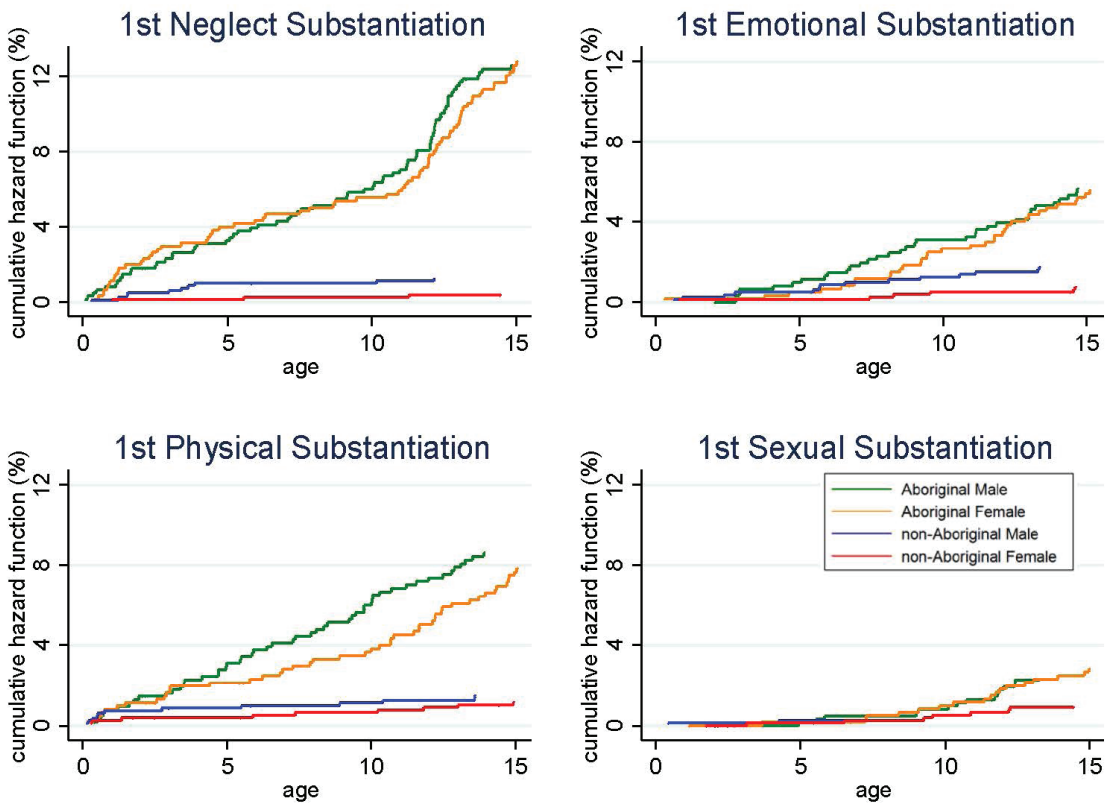 1st Neglect Substantiation
cumulative hazard function (%)
12
8
4
0
0 5 10 15
age
1st Emotional Substantiation
cumulative hazard function (%)
12
8
4
0
0 5 10 15
age
1st Physical Substantiation
cumulative hazard function (%)
12
8
4
0
0 5 10 15
age
1st Sexual Substantiation
cumulative hazard function (%)
12
8
4
0
Aboriginal Male
Aboriginal Female
non-Aboriginal Male
non-Aboriginal Female
0 5 10 15
age